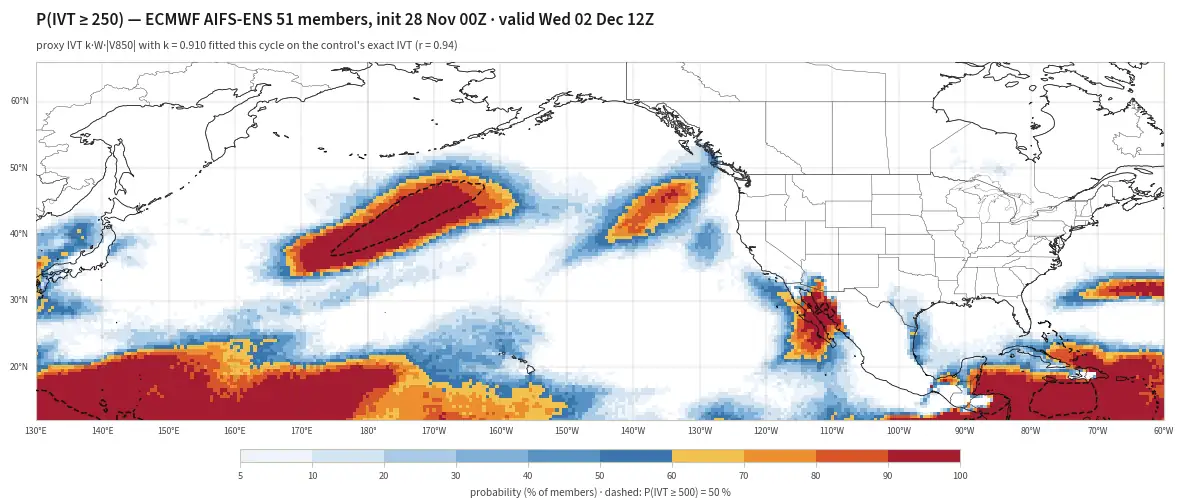 P(IVT ≥ 250) — ECMWF AIFS-ENS 51 members, init 28 Nov 00Z · valid Wed 02 Dec 12Z
proxy IVT k·W·|V850| with k = 0.910 fitted this cycle on the control's exact IVT (r = 0.94)
60°N
50°N
40°N
30°N
20°N
130°E 140°E 150°E 160°E 170°E 180° 170°W 160°W 150°W 140°W 130°W 120°W 110°W 100°W 90°W 80°W 70°W 60°W
5 10 20 30 40 50 60 70 80 90 100
probability (% of members) · dashed: P(IVT ≥ 500) = 50 %